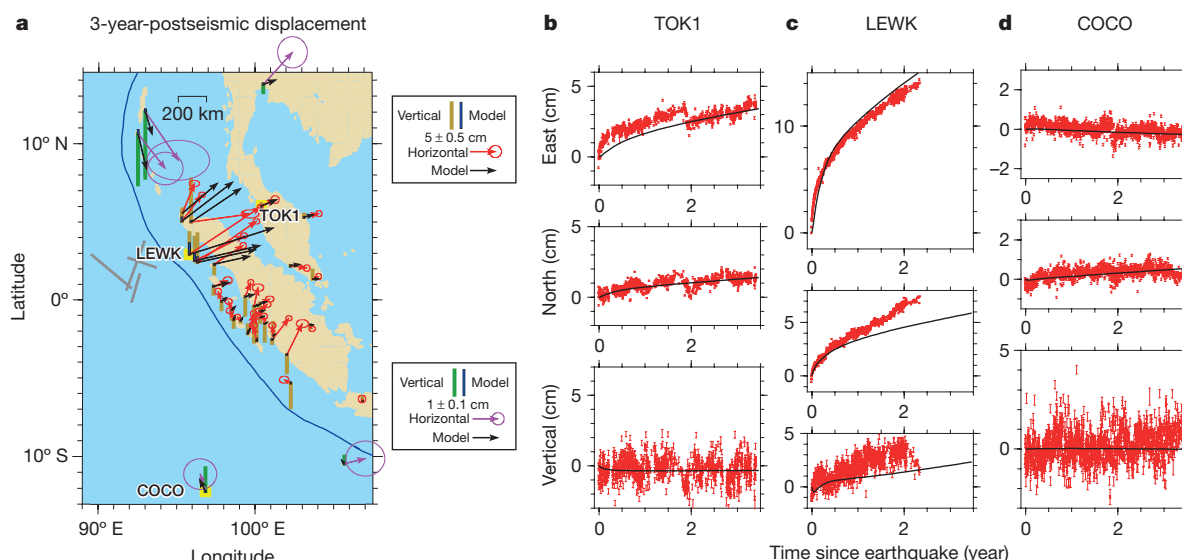 a 3-year-postseismic displacement
200 km
10° N
0°
10° S
Latitude
90° E
100° E
Longitude
TOK1
LEWK
COCO
Vertical Model
5 ± 0.5 cm
Horizontal
Model
Vertical Model
1 ± 0.1 cm
Horizontal
Model
b TOK1
East (cm)
5
0
0 2
North (cm)
5
0
0 2
Vertical (cm)
5
0
0 2
c LEWK
10
0
0 2
5
0
0 2
5
0
0 2
d COCO
2
0
−2
0 2
2
0
0 2
2
0
−2
0 2
Time since earthquake (year)